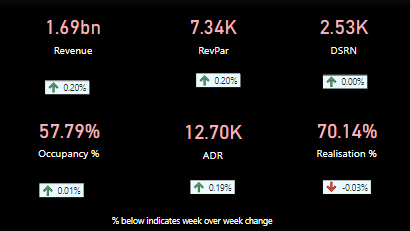 1.69bn 7.34K 2.53K
Revenue RevPar DSRN
0.20% 0.20% 0.00%
57.79% 12.70K 70.14%
Occupancy % ADR Realisation %
0.01% 0.19% -0.03%
% below indicates week over week change